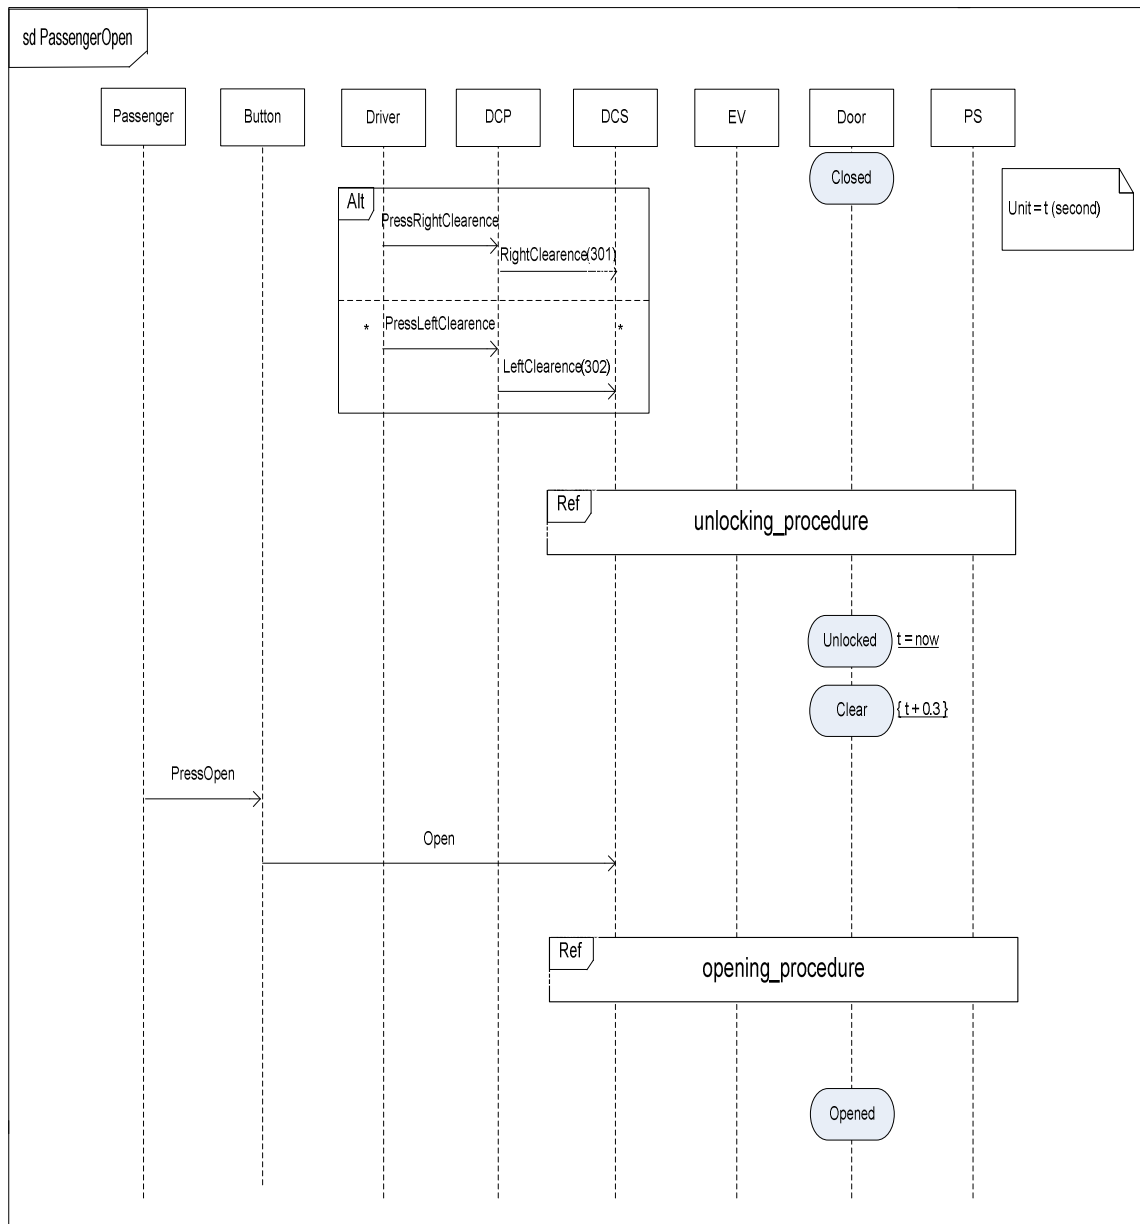 sd PassengerOpen
Passenger
Button
Driver
DCP
DCS
EV
Door
PS
Closed
Unit = t (second)
Alt
PressRightClearence
RightClearence(301)
*
PressLeftClearence
*
LeftClearence(302)
Ref
unlocking_procedure
Unlocked
t = now
Clear
{ t + 0.3 }
PressOpen
Open
Ref
opening_procedure
Opened